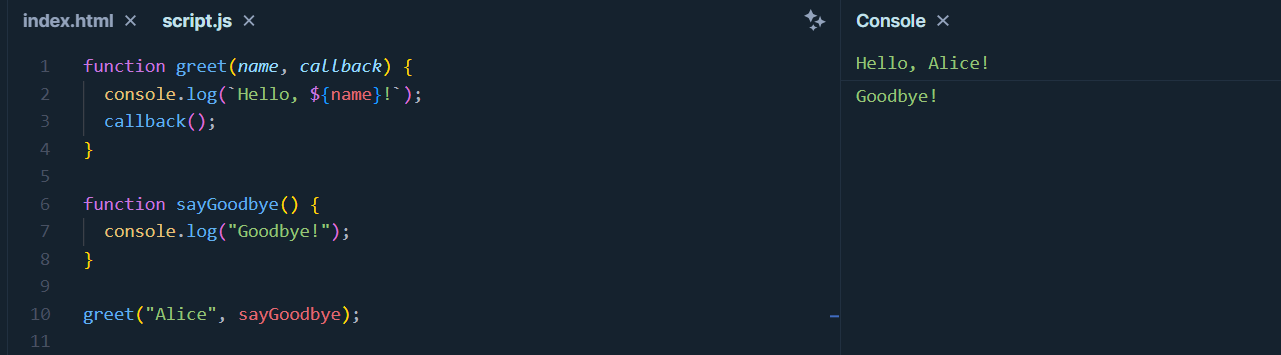 index.html × script.js ×
1 function greet(name, callback) {
2   console.log(`Hello, ${name}!`);
3   callback();
4 }
5
6 function sayGoodbye() {
7   console.log("Goodbye!");
8 }
9
10 greet("Alice", sayGoodbye);
11
Console ×
Hello, Alice!
Goodbye!